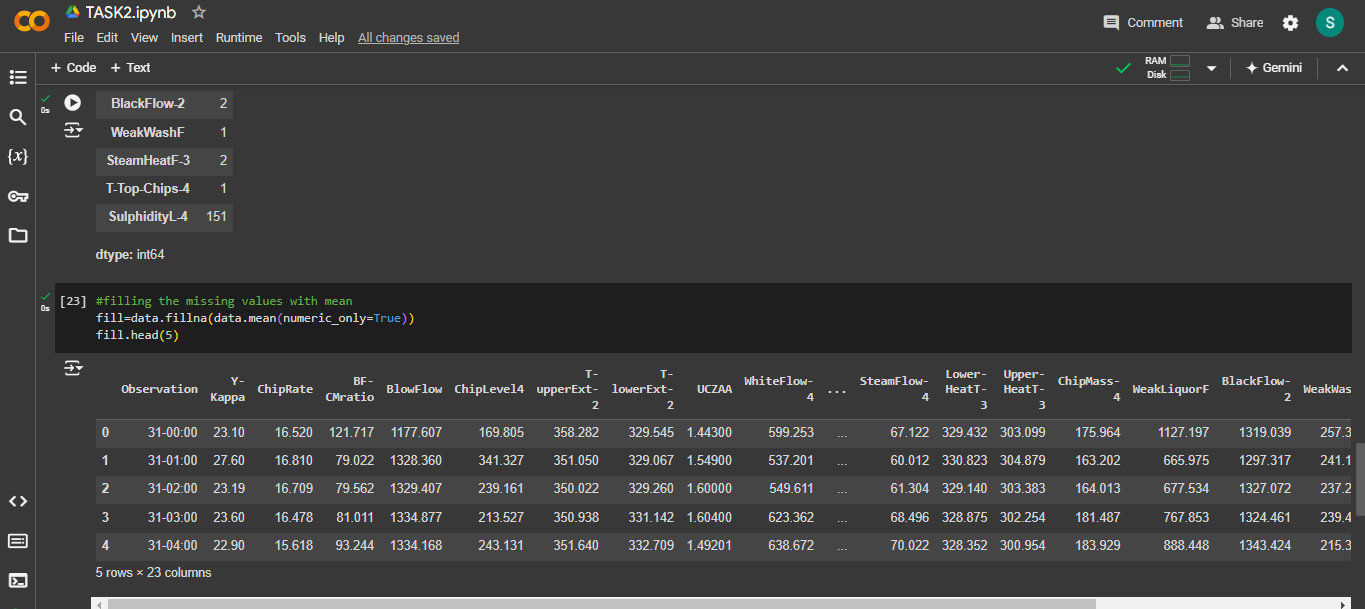 TASK2.ipynb
File Edit View Insert Runtime Tools Help All changes saved
Comment Share S
+ Code + Text
RAM
Disk
Gemini
0s
BlackFlow-2 2
WeakWashF 1
SteamHeatF-3 2
T-Top-Chips-4 1
SulphidityL-4 151
dtype: int64
0s
[23] #filling the missing values with mean
fill=data.fillna(data.mean(numeric_only=True))
fill.head(5)
Observation Y-Kappa ChipRate BF-CMratio BlowFlow ChipLevel4 T-upperExt-2 T-lowerExt-2 UCZAA WhiteFlow-4 ... SteamFlow-4 Lower-HeatT-3 Upper-HeatT-3 ChipMass-4 WeakLiquorF BlackFlow-2 WeakWas
0 31-00:00 23.10 16.520 121.717 1177.607 169.805 358.282 329.545 1.44300 599.253 ... 67.122 329.432 303.099 175.964 1127.197 1319.039 257.3
1 31-01:00 27.60 16.810 79.022 1328.360 341.327 351.050 329.067 1.54900 537.201 ... 60.012 330.823 304.879 163.202 665.975 1297.317 241.1
2 31-02:00 23.19 16.709 79.562 1329.407 239.161 350.022 329.260 1.60000 549.611 ... 61.304 329.140 303.383 164.013 677.534 1327.072 237.2
3 31-03:00 23.60 16.478 81.011 1334.877 213.527 350.938 331.142 1.60400 623.362 ... 68.496 328.875 302.254 181.487 767.853 1324.461 239.4
4 31-04:00 22.90 15.618 93.244 1334.168 243.131 351.640 332.709 1.49201 638.672 ... 70.022 328.352 300.954 183.929 888.448 1343.424 215.3
5 rows × 23 columns